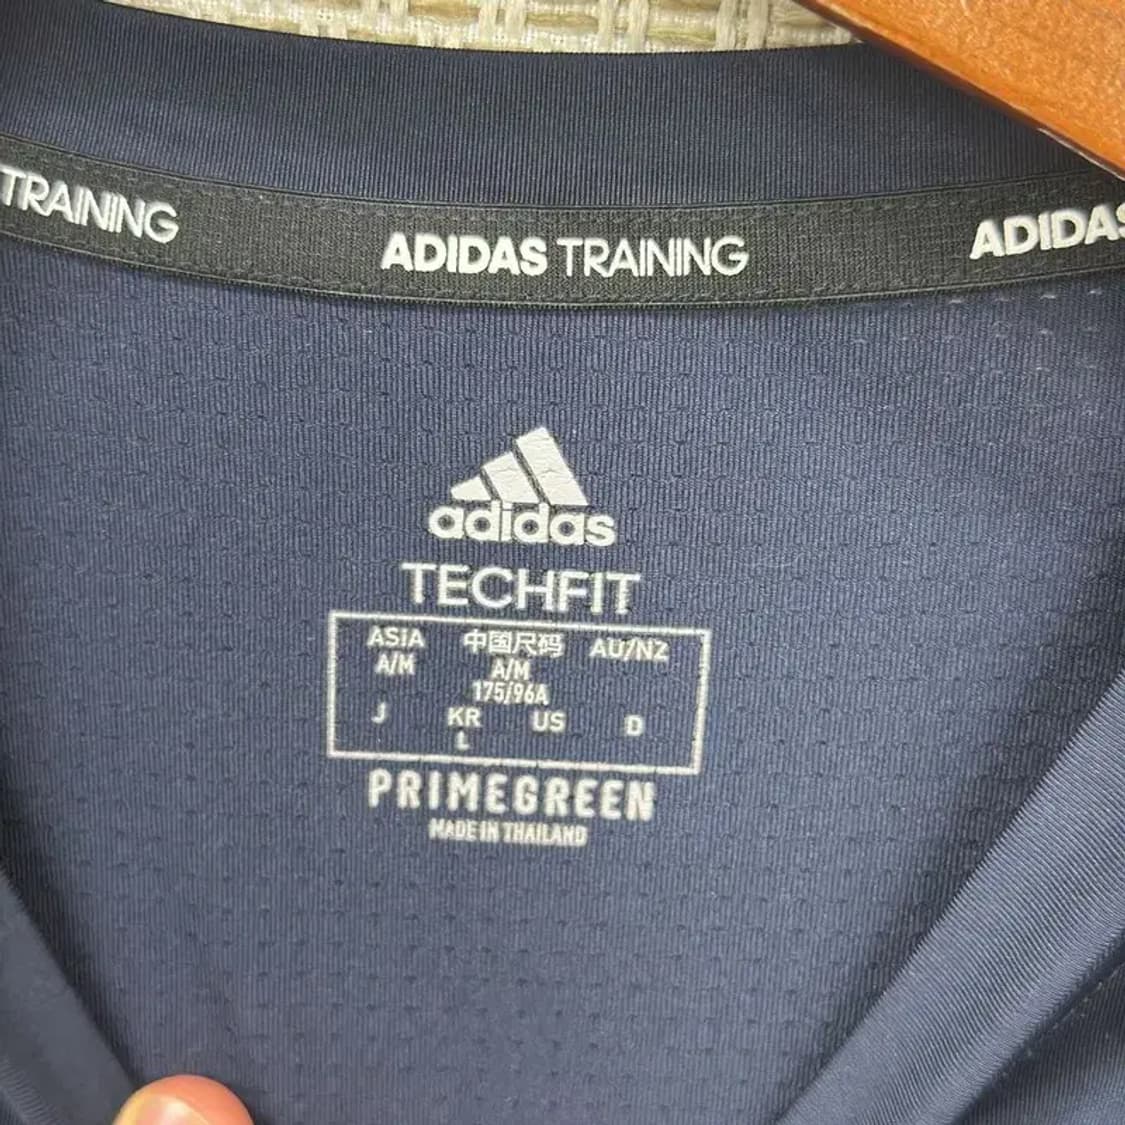 TRAINING ADIDAS TRAINING ADIDAS
adidas
TECHFIT
ASIA 中国尺码 AU/NZ
A/M A/M
175/96A
J KR US D
L
PRIMEGREEN
MADE IN THAILAND